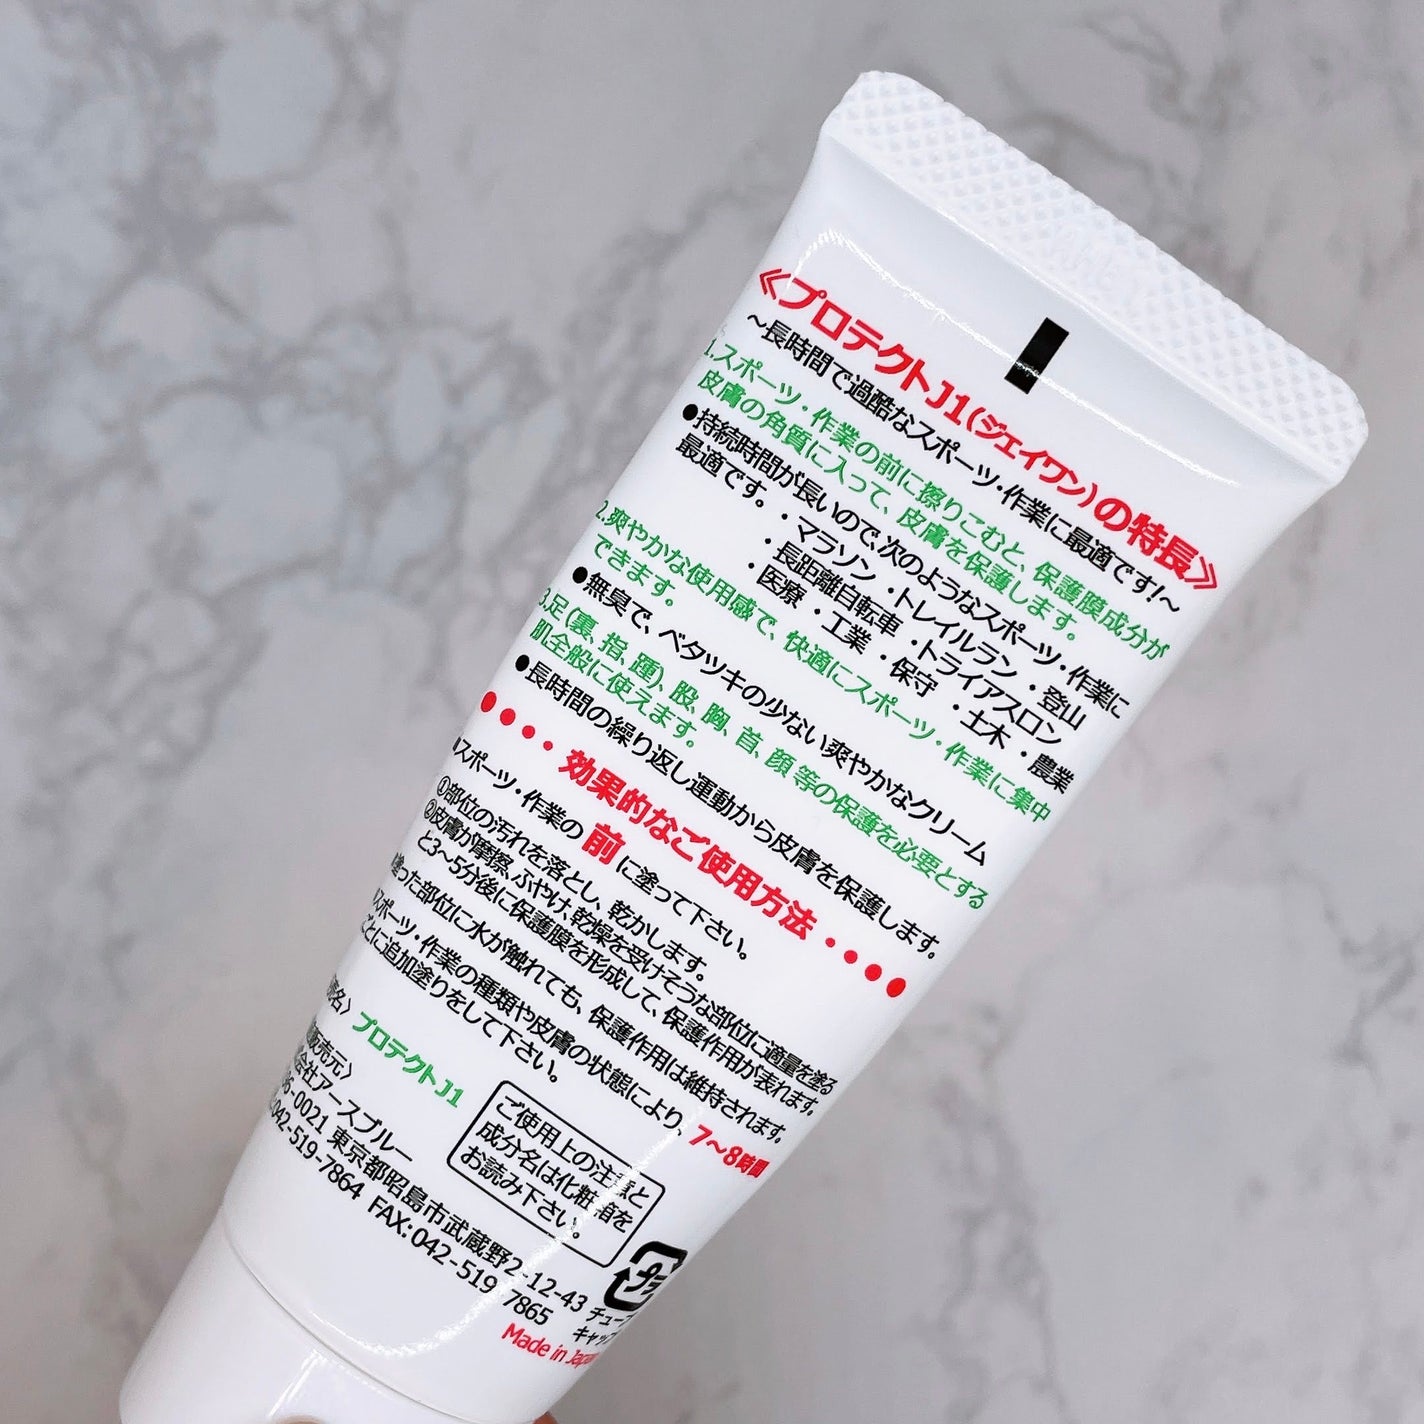 《プロテクトJ1(ジェイワン)の特長》
～長時間で過酷なスポーツ・作業に最適です!～
1.スポーツ・作業の前に擦りこむと、保護膜成分が
皮膚の角質に入って、皮膚を保護します。
●持続時間が長いので、次のようなスポーツ・作業に
最適です。・マラソン ・トレイルラン ・登山
・長距離自転車 ・トライアスロン
・医療 ・工業 ・保守 ・土木 ・農業
2.爽やかな使用感で、快適にスポーツ・作業に集中
できます。
●無臭で、ベタツキの少ない爽やかなクリーム
3.足(裏、指、踵)、股、胸、首、顔等の保護を必要とする
肌全般に使えます。
●長時間の繰り返し運動から皮膚を保護します。
●●••効果的なご使用方法••●●
スポーツ・作業の前に塗って下さい。
①部位の汚れを落とし、乾かします。
②皮膚が摩擦、ふやけ、乾燥を受けそうな部位に適量を塗る
と3～5分後に保護膜を形成して、保護作用が表れます。
塗った部位に水が触れても、保護作用は維持されます。
スポーツ・作業の種類や皮膚の状態により、7～8時間
ごとに追加塗りをして下さい。
名〉プロテクトJ1
販売元〉
会社アースブルー
96-0021 東京都昭島市武蔵野2-12-43
042-519-7864 FAX:042-519 7865
ご使用上の注意と
成分名は化粧箱を
お読み下さい。
プラ
チュー
キャッ
Made in Japan